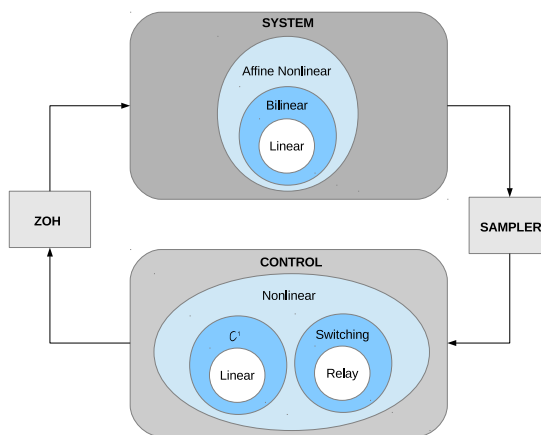 SYSTEM
Affine Nonlinear
Bilinear
Linear
ZOH
SAMPLER
CONTROL
Nonlinear
C¹
Switching
Linear
Relay